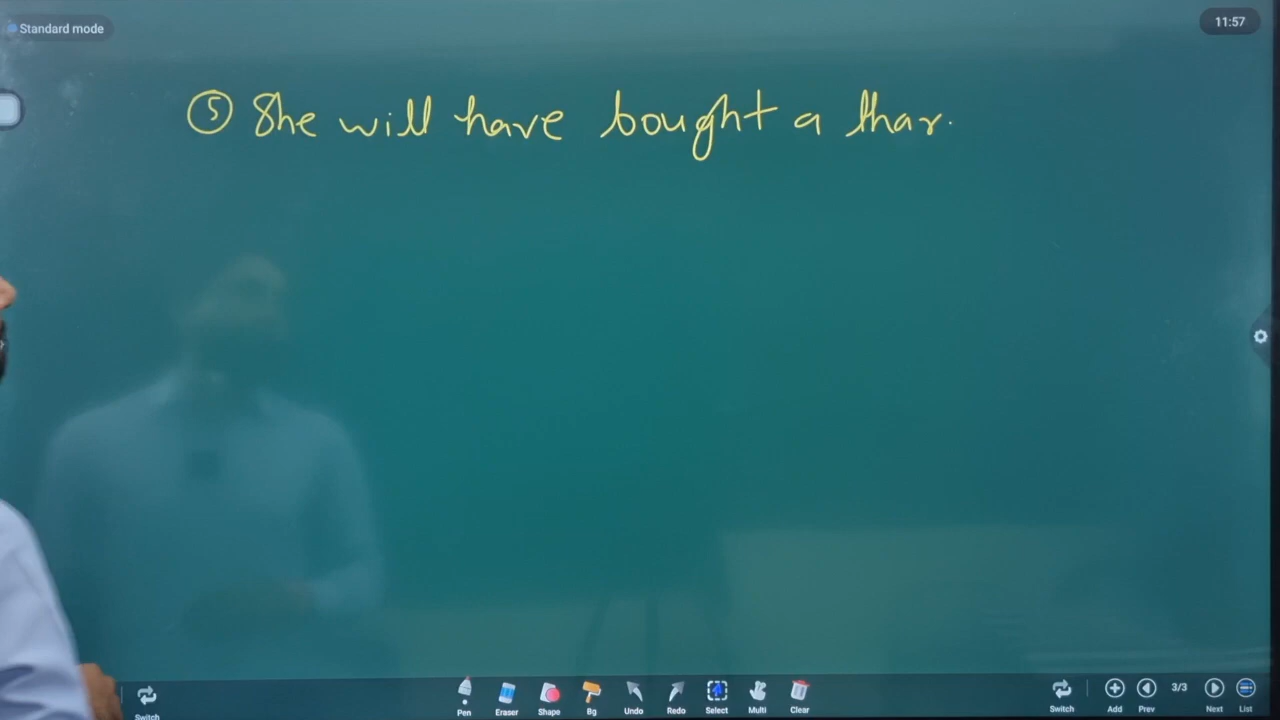 Standard mode
11:57
⑤ She will have bought a thar.
Switch
Pen
Eraser
Shape
Bg
Undo
Redo
Select
Multi
Clear
Switch
Add
Prev
3/3
Next
List